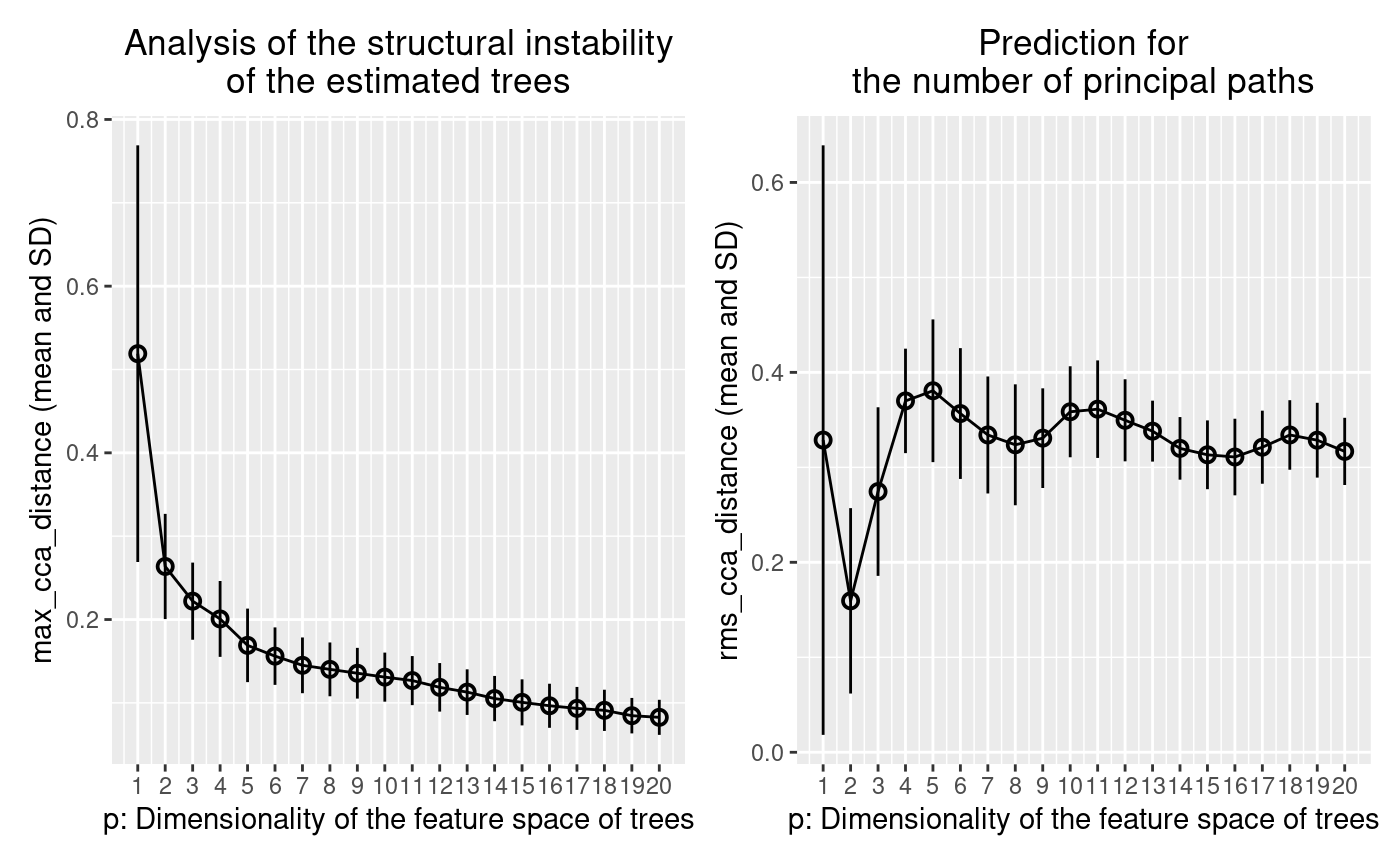 Analysis of the structural instability
of the estimated trees
max_cca_distance (mean and SD)
0.8
0.6
0.4
0.2
1 2 3 4 5 6 7 8 9 10 11 12 13 14 15 16 17 18 19 20
p: Dimensionality of the feature space of trees
Prediction for
the number of principal paths
rms_cca_distance (mean and SD)
0.6
0.4
0.2
0.0
1 2 3 4 5 6 7 8 9 10 11 12 13 14 15 16 17 18 19 20
p: Dimensionality of the feature space of trees